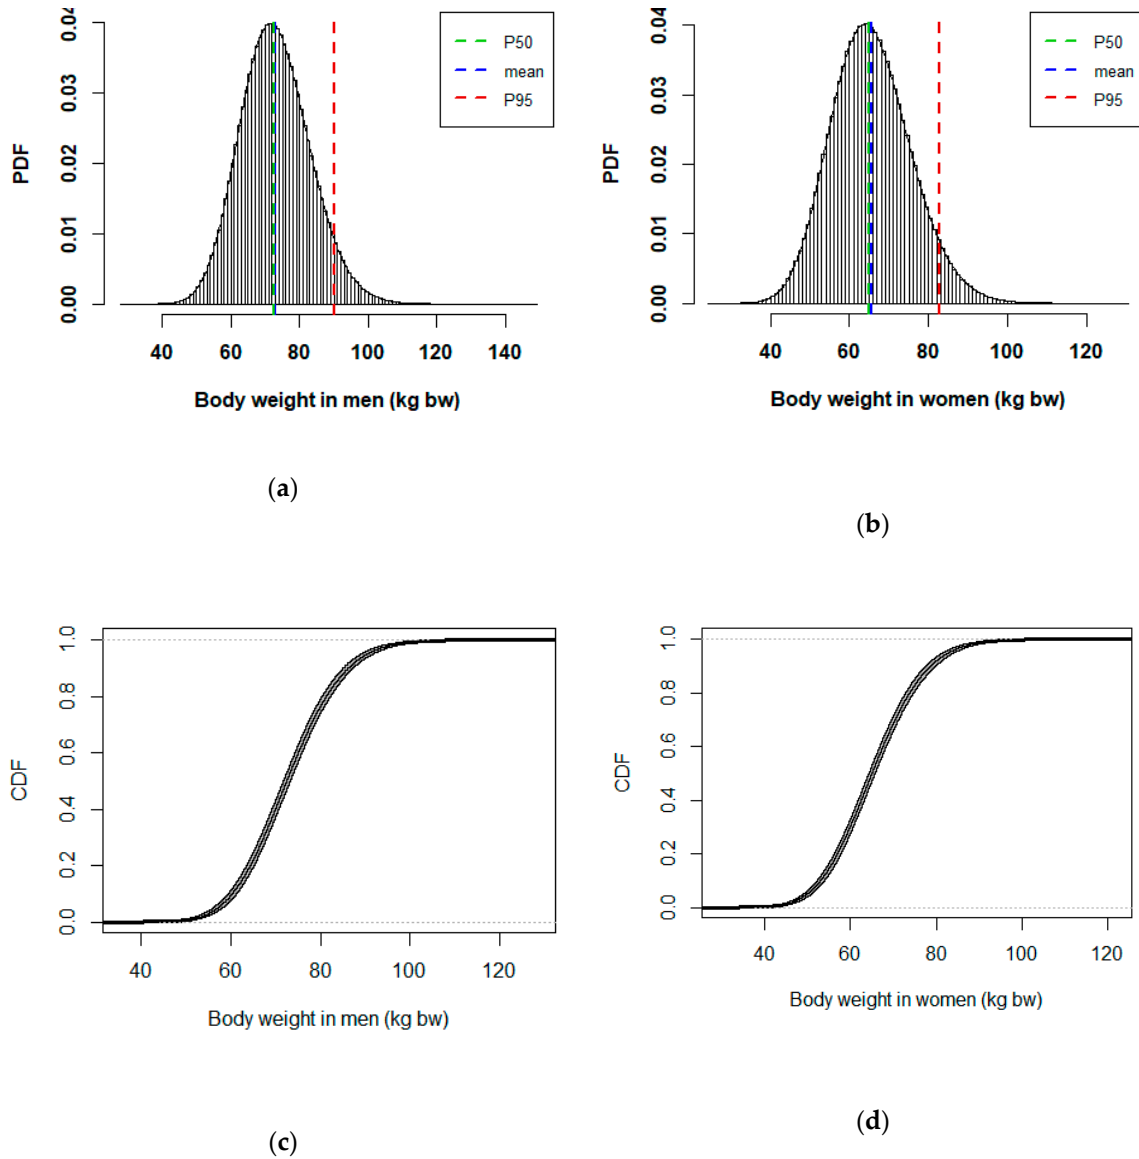 0.04
0.03
0.02
0.01
0.00
PDF
P50
mean
P95
40 60 80 100 120 140
Body weight in men (kg bw)
(a)
0.04
0.03
0.02
0.01
0.00
PDF
P50
mean
P95
40 60 80 100 120
Body weight in women (kg bw)
(b)
1.0
0.8
0.6
0.4
0.2
0.0
CDF
40 60 80 100 120
Body weight in men (kg bw)
(c)
1.0
0.8
0.6
0.4
0.2
0.0
CDF
40 60 80 100 120
Body weight in women (kg bw)
(d)